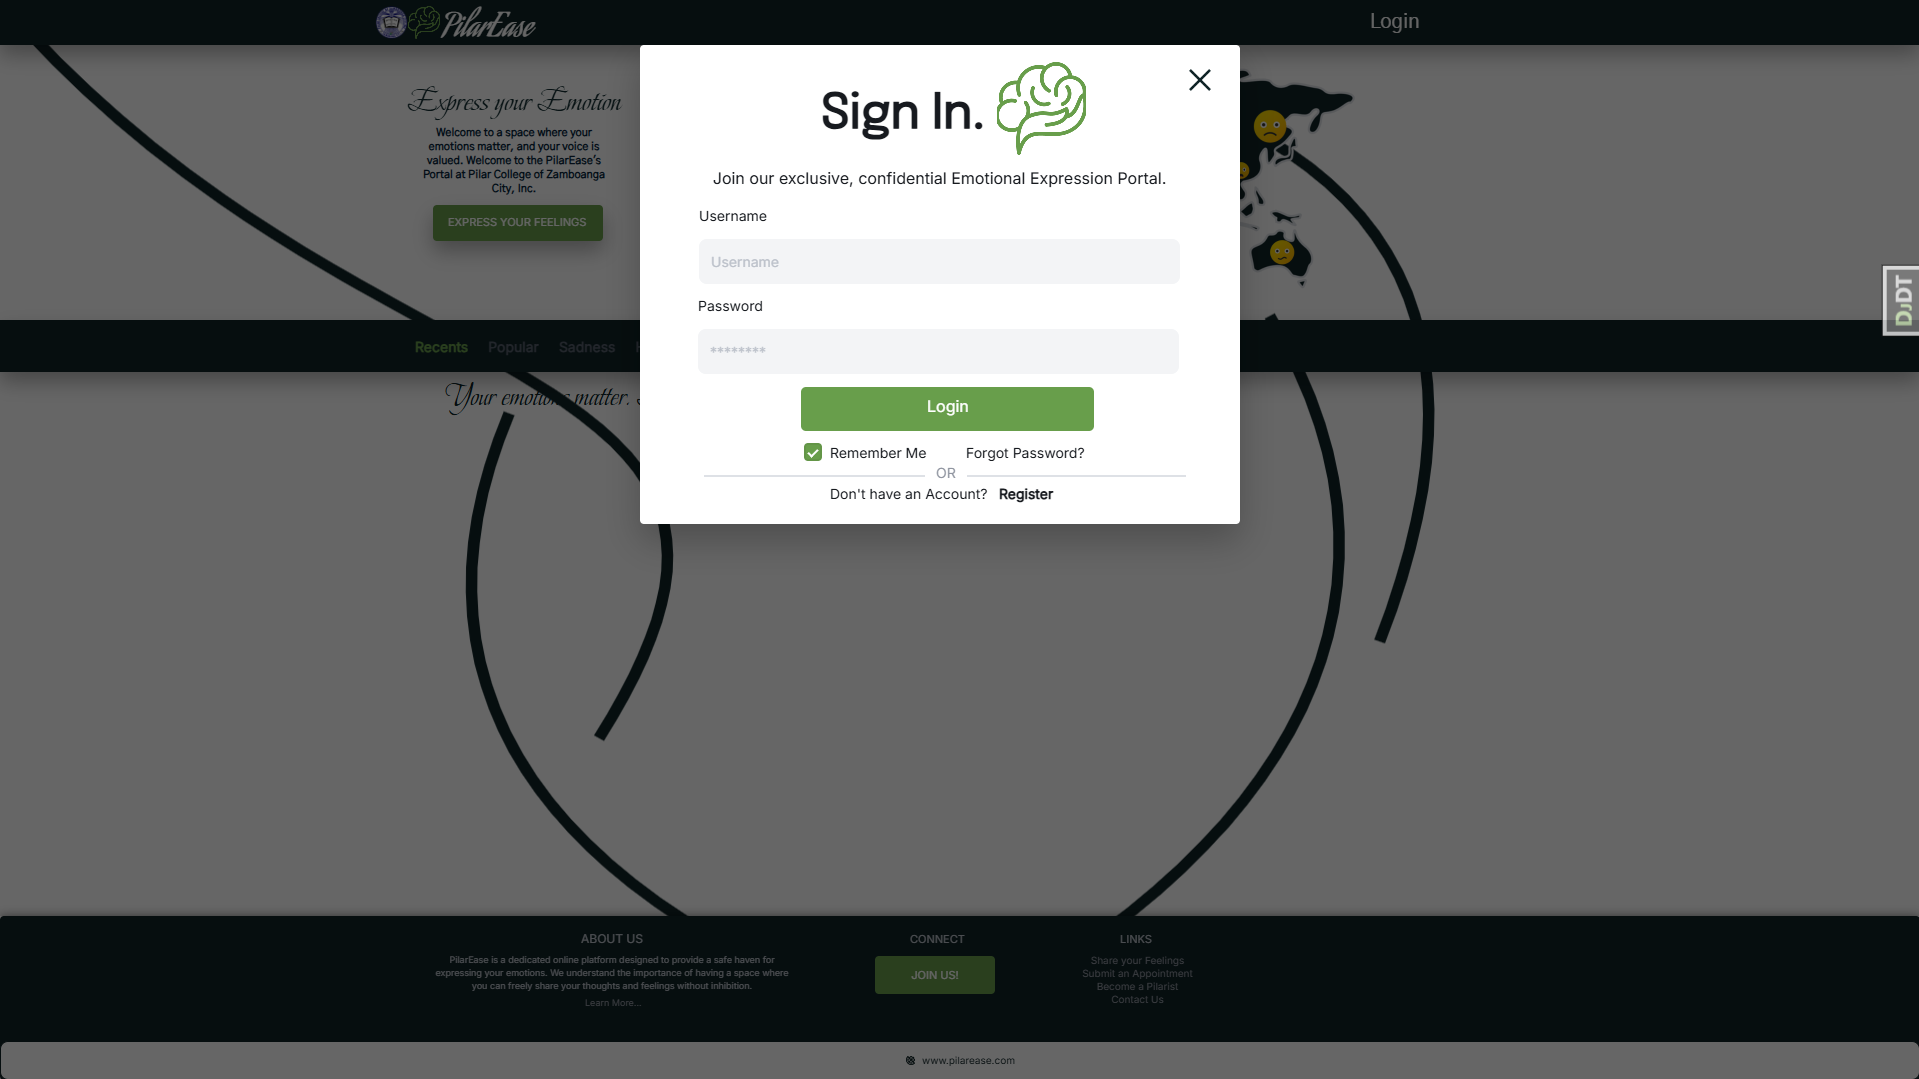 PilarEase
Login
Express your Emotion
Welcome to a space where your
emotions matter, and your voice is
valued. Welcome to the PilarEase's
Portal at Pilar College of Zamboanga
City, Inc.
EXPRESS YOUR FEELINGS
Sign In.
Join our exclusive, confidential Emotional Expression Portal.
Username
Username
Password
********
Login
Remember Me Forgot Password?
OR
Don't have an Account? Register
DjDT
Recents Popular Sadness
Your emotions matter.
ABOUT US
PilarEase is a dedicated online platform designed to provide a safe haven for
expressing your emotions. We understand the importance of having a space where
you can freely share your thoughts and feelings without inhibition.
Learn More...
CONNECT
JOIN US!
LINKS
Share your Feelings
Submit an Appointment
Become a Pilarist
Contact Us
www.pilarease.com